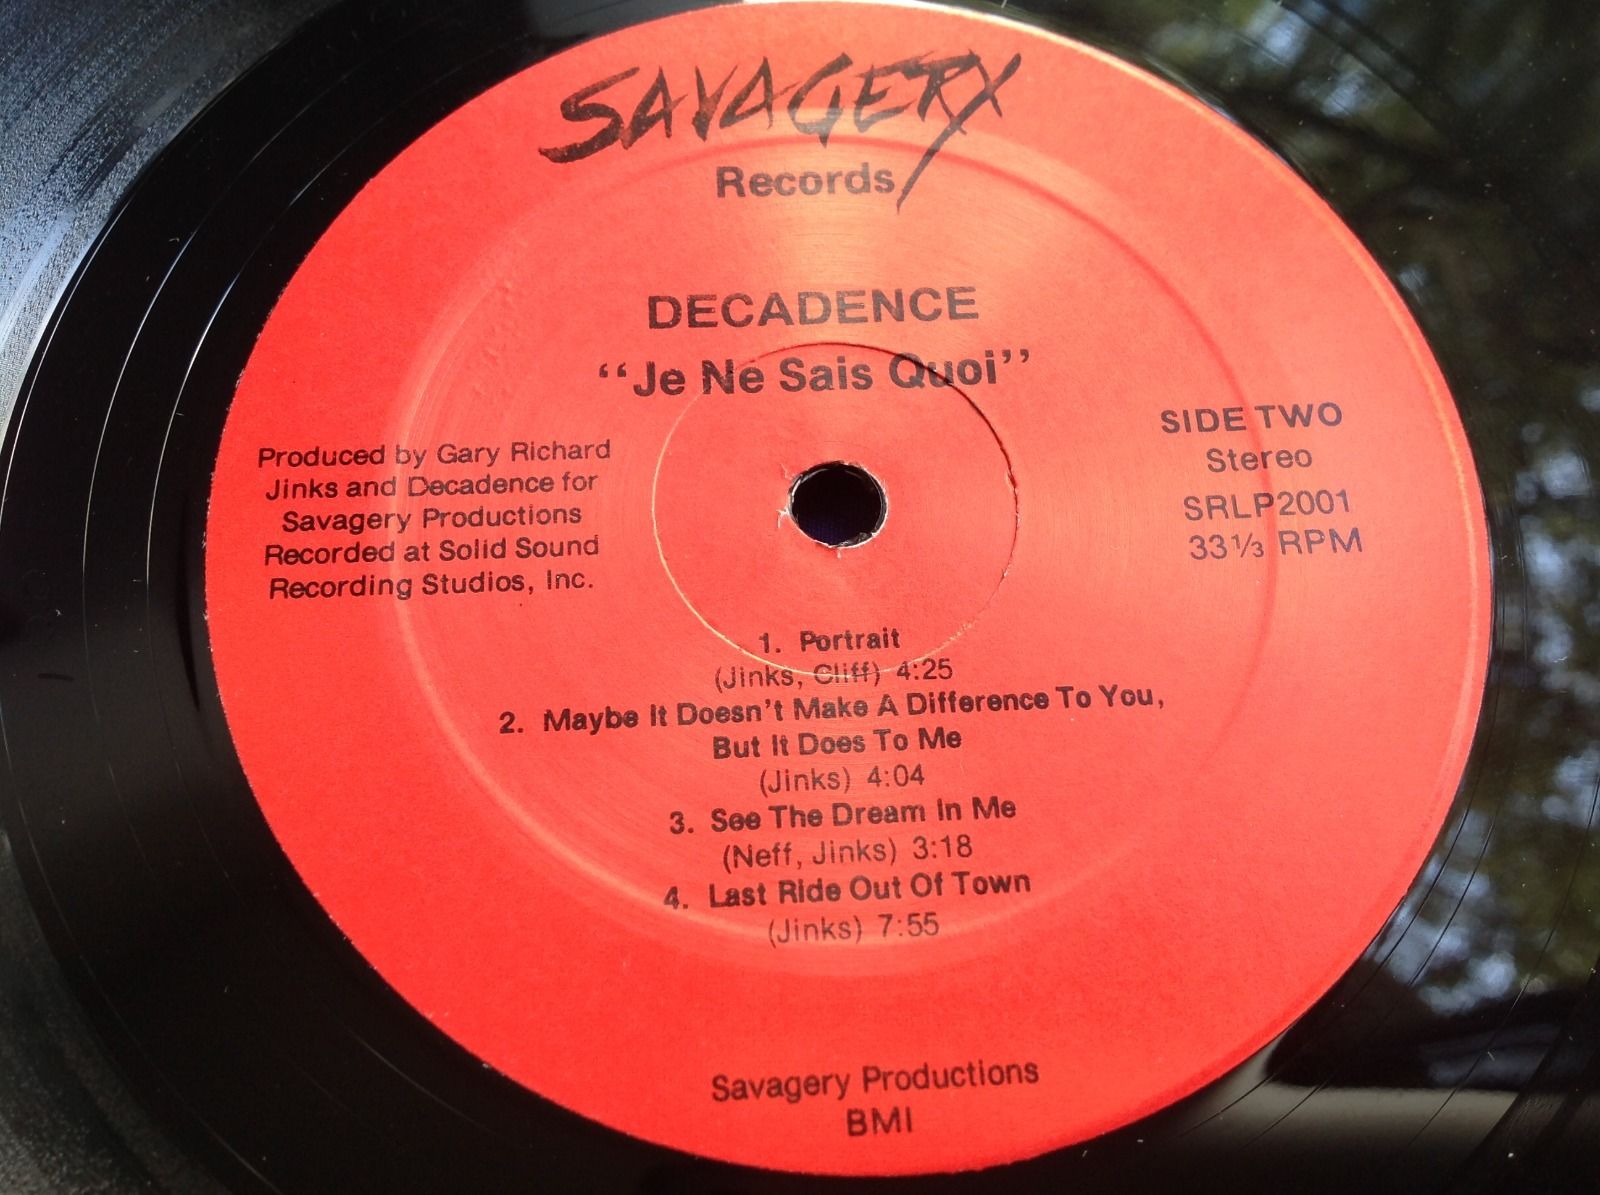 SAVAGERY
Records
DECADENCE
“Je Ne Sais Quoi”
Produced by Gary Richard
Jinks and Decadence for
Savagery Productions
Recorded at Solid Sound
Recording Studios, Inc.
SIDE TWO
Stereo
SRLP2001
33⅓ RPM
1. Portrait
(Jinks, Cliff) 4:25
2. Maybe It Doesn't Make A Difference To You,
But It Does To Me
(Jinks) 4:04
3. See The Dream In Me
(Neff, Jinks) 3:18
4. Last Ride Out Of Town
(Jinks) 7:55
Savagery Productions
BMI